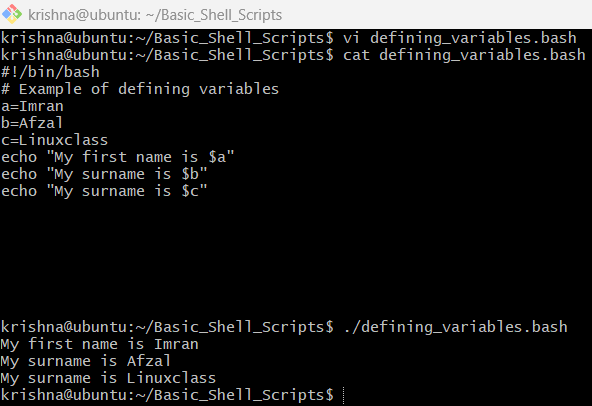 krishna@ubuntu: ~/Basic_Shell_Scripts
krishna@ubuntu:~/Basic_Shell_Scripts$ vi defining_variables.bash
krishna@ubuntu:~/Basic_Shell_Scripts$ cat defining_variables.bash
#!/bin/bash
# Example of defining variables
a=Imran
b=Afzal
c=Linuxclass
echo "My first name is $a"
echo "My surname is $b"
echo "My surname is $c"
krishna@ubuntu:~/Basic_Shell_Scripts$ ./defining_variables.bash
My first name is Imran
My surname is Afzal
My surname is Linuxclass
krishna@ubuntu:~/Basic_Shell_Scripts$